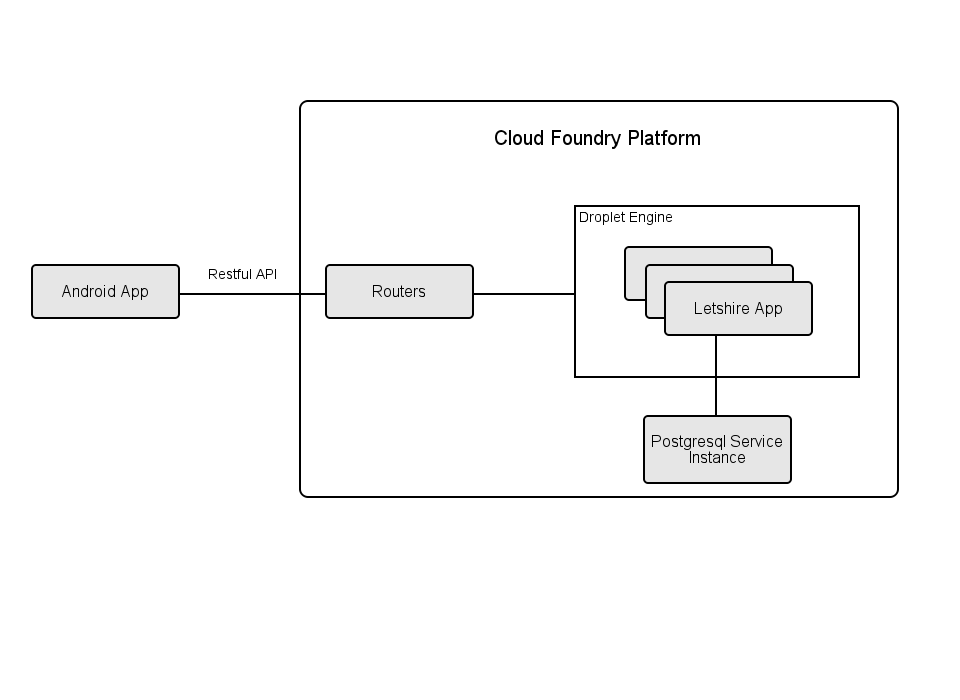 Cloud Foundry Platform
Droplet Engine
Restful API
Android App
Routers
Letshire App
Postgresql Service
Instance